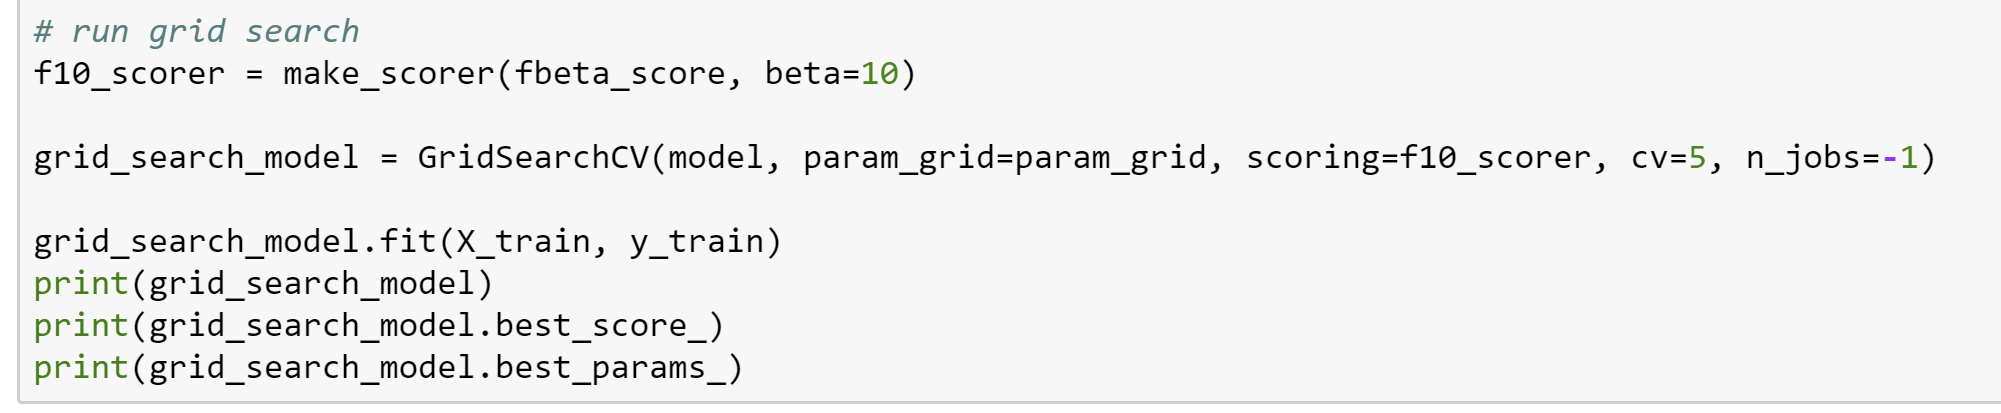 # run grid search
f10_scorer = make_scorer(fbeta_score, beta=10)
grid_search_model = GridSearchCV(model, param_grid=param_grid, scoring=f10_scorer, cv=5, n_jobs=-1)
grid_search_model.fit(X_train, y_train)
print(grid_search_model)
print(grid_search_model.best_score_)
print(grid_search_model.best_params_)